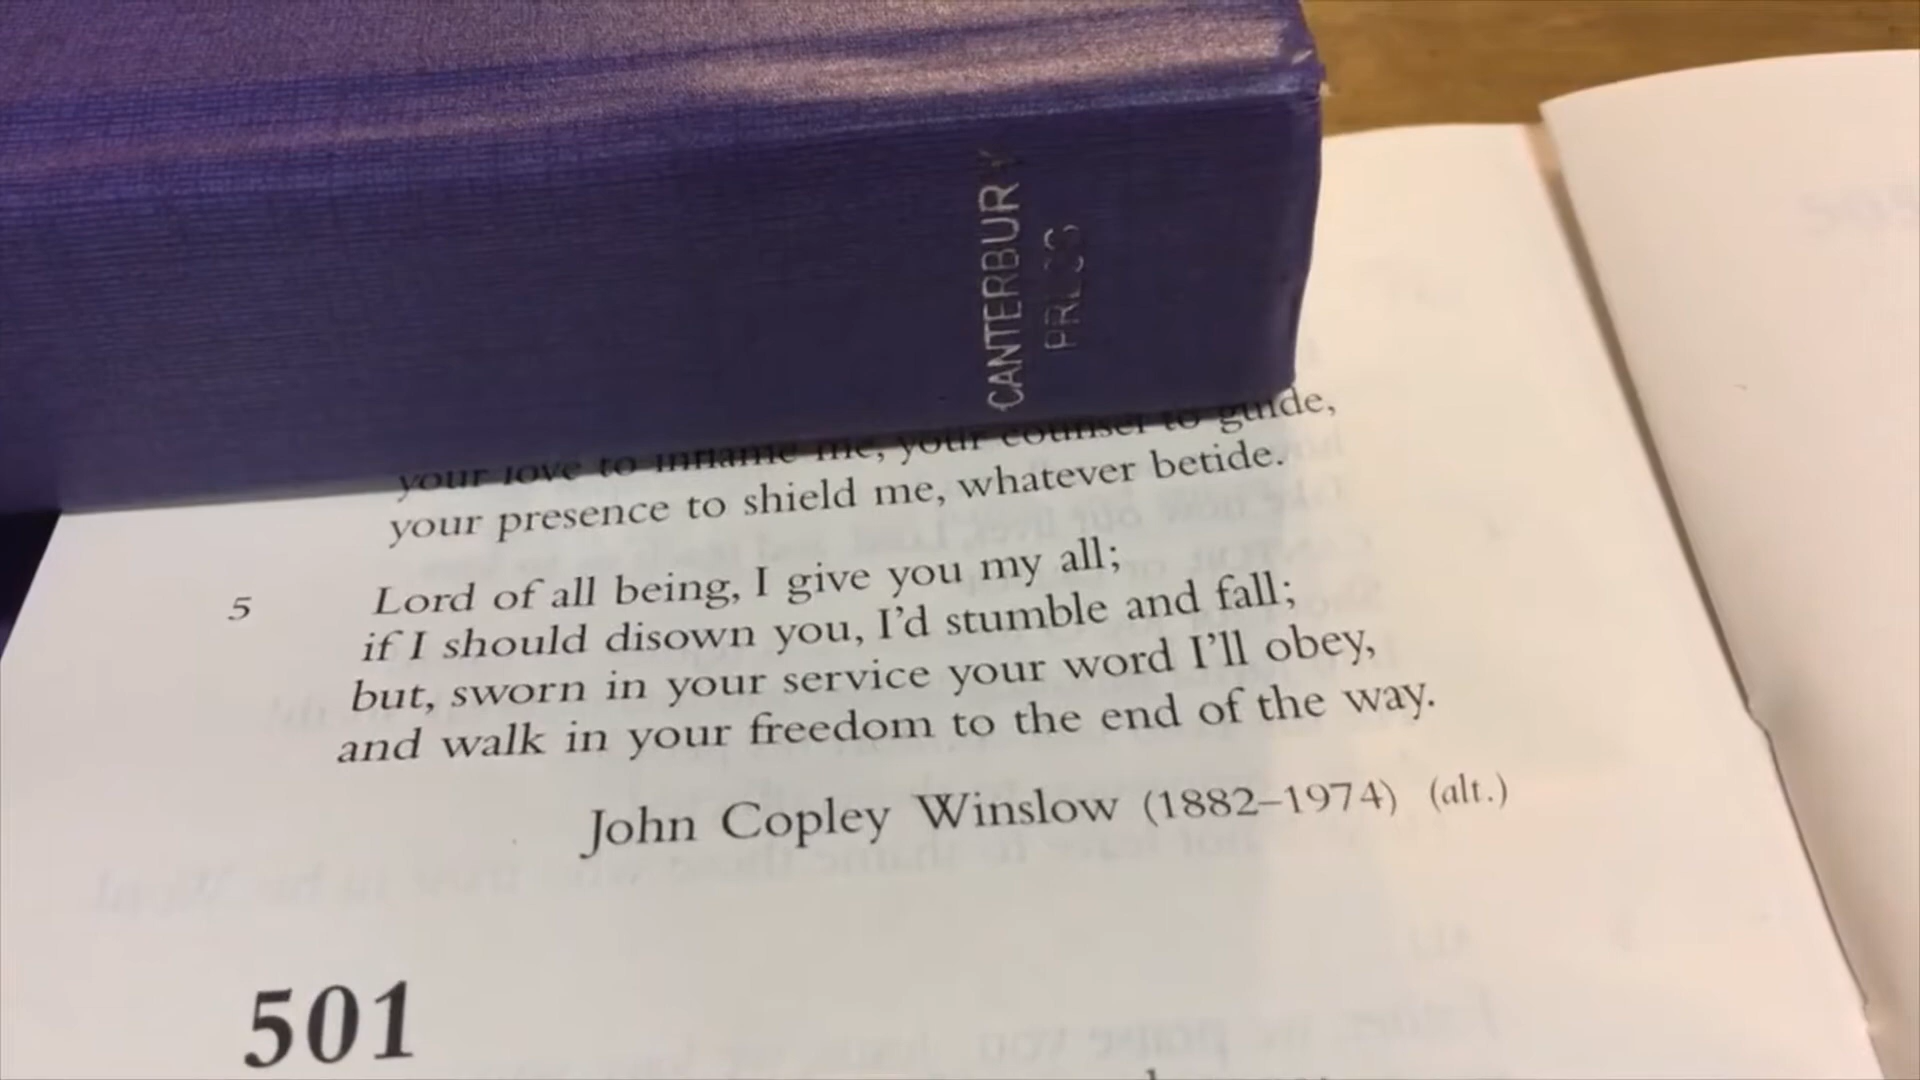 CANTERBURY
PRESS
your love to inflame me, your counsel to guide,
your presence to shield me, whatever betide.
5 Lord of all being, I give you my all;
if I should disown you, I'd stumble and fall;
but, sworn in your service your word I'll obey,
and walk in your freedom to the end of the way.
John Copley Winslow (1882–1974) (alt.)
501